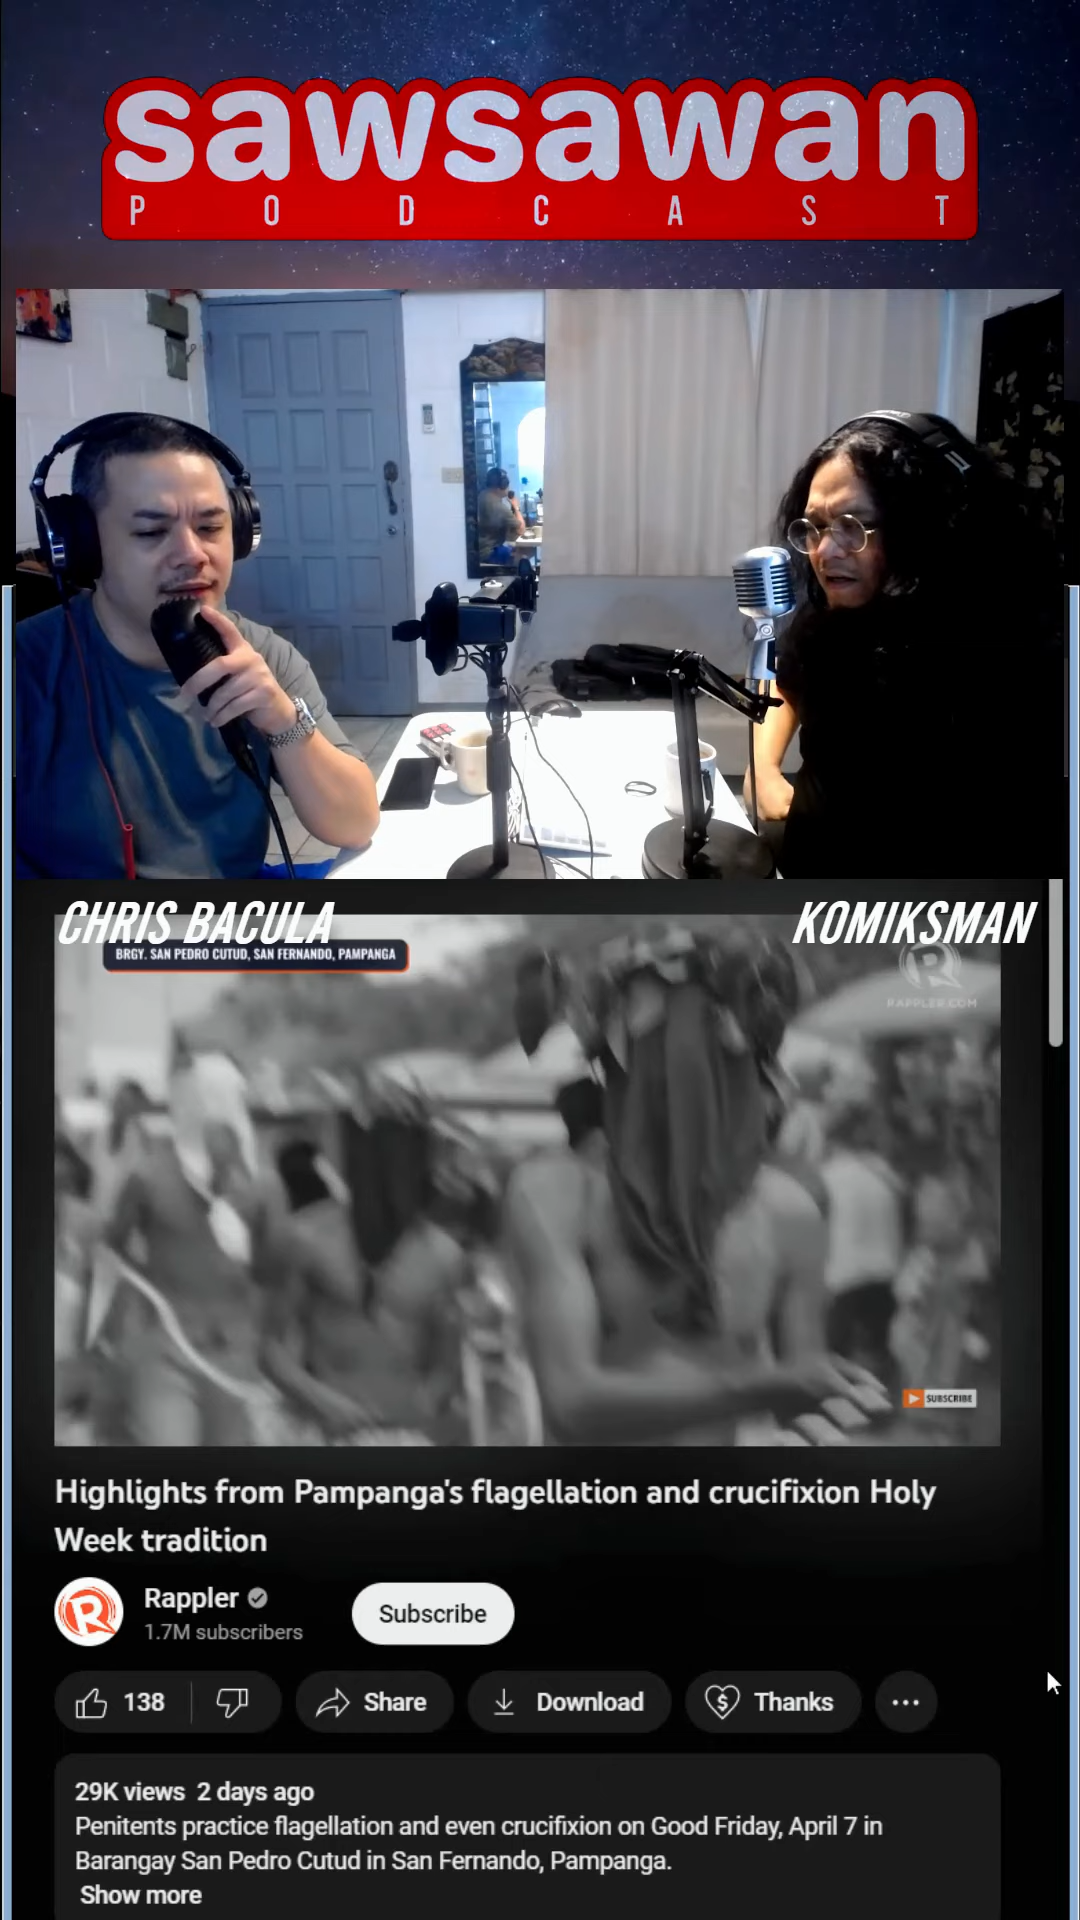 sawsawan
PODCAST
CHRIS BACULA
KOMIKSMAN
BRGY. SAN PEDRO CUTUD, SAN FERNANDO, PAMPANGA
RAPPLER.COM
SUBSCRIBE
Highlights from Pampanga's flagellation and crucifixion Holy
Week tradition
Rappler
1.7M subscribers
Subscribe
138
Share
Download
Thanks
29K views 2 days ago
Penitents practice flagellation and even crucifixion on Good Friday, April 7 in
Barangay San Pedro Cutud in San Fernando, Pampanga.
Show more